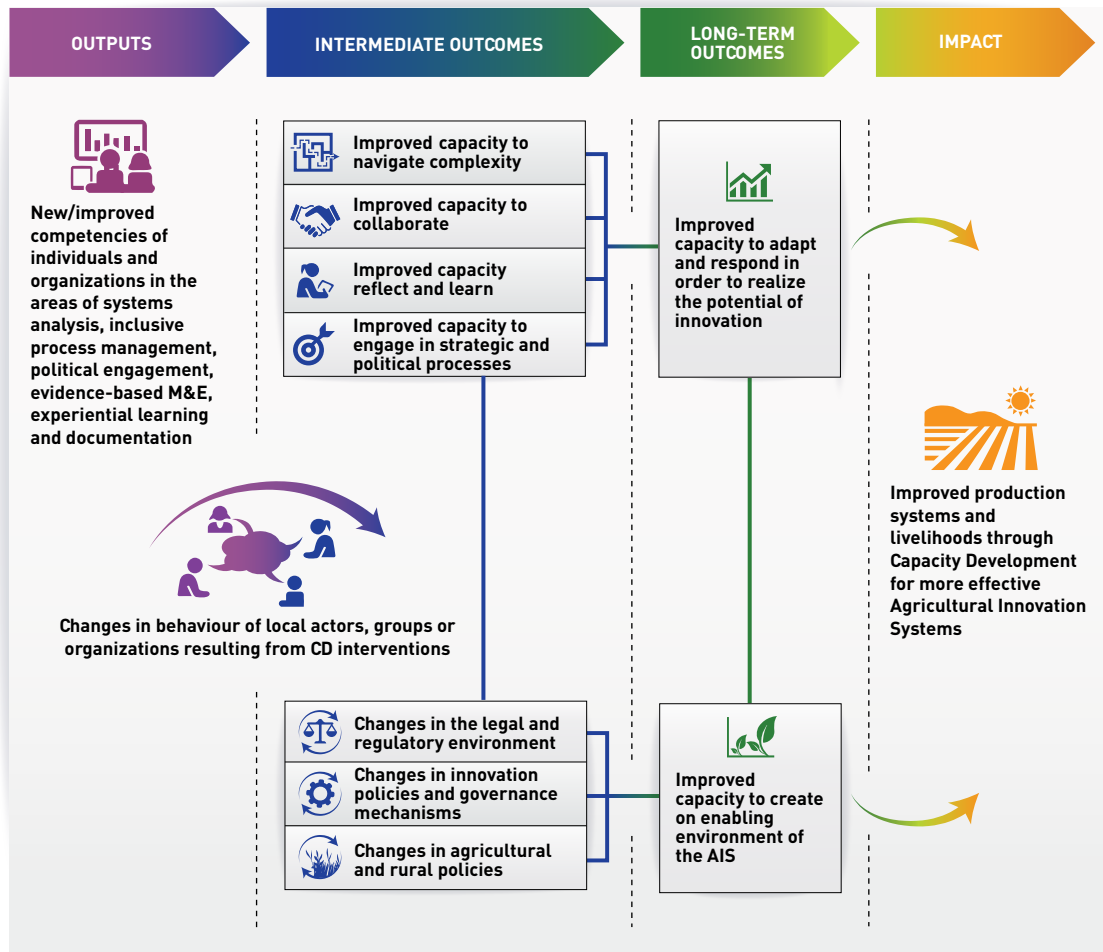 OUTPUTS
INTERMEDIATE OUTCOMES
LONG-TERM
OUTCOMES
IMPACT
New/improved
competencies of
individuals and
organizations in the
areas of systems
analysis, inclusive
process management,
political engagement,
evidence-based M&E,
experiential learning
and documentation
Changes in behaviour of local actors, groups or
organizations resulting from CD interventions
Improved capacity to
navigate complexity
Improved capacity to
collaborate
Improved capacity
reflect and learn
Improved capacity to
engage in strategic and
political processes
Changes in the legal and
regulatory environment
Changes in innovation
policies and governance
mechanisms
Changes in agricultural
and rural policies
Improved
capacity to adapt
and respond in
order to realize
the potential of
innovation
Improved
capacity to create
on enabling
environment of
the AIS
Improved production
systems and
livelihoods through
Capacity Development
for more effective
Agricultural Innovation
Systems